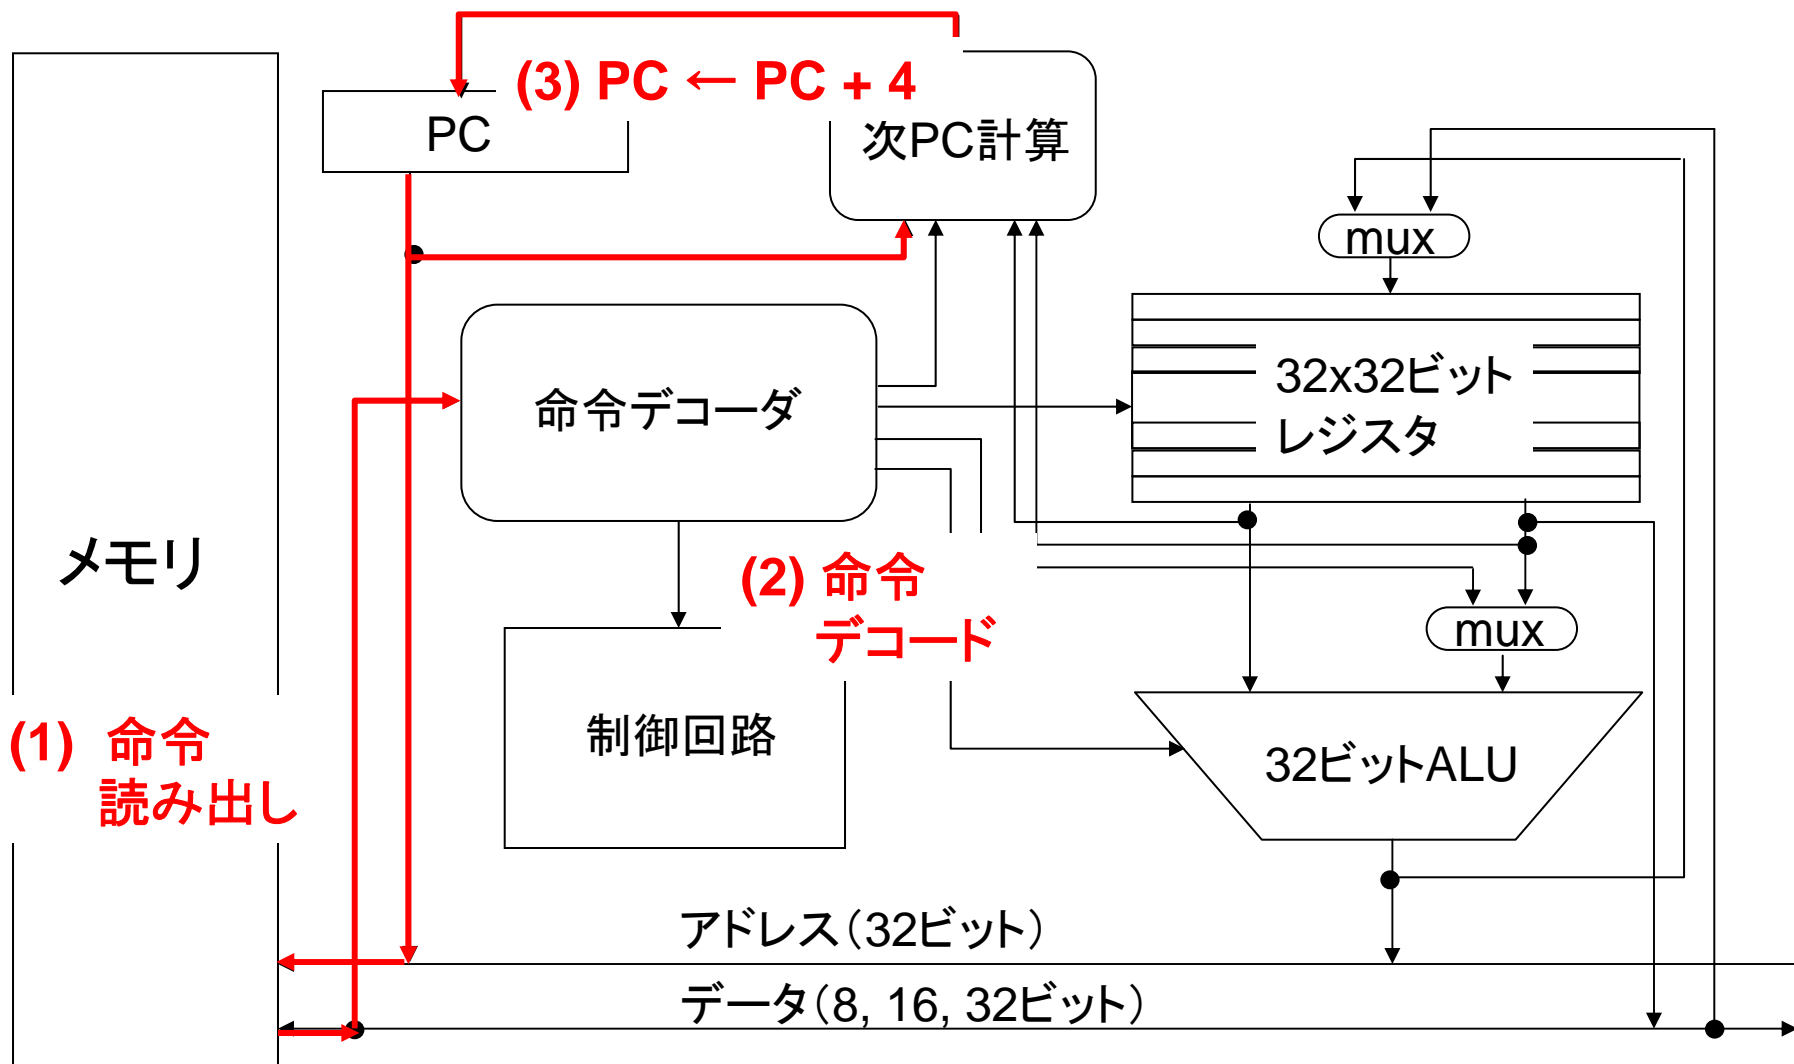 (3) PC ← PC + 4
PC
次PC計算
mux
命令デコーダ
32x32ビット
レジスタ
メモリ
(2) 命令
デコード
mux
(1) 命令
読み出し
制御回路
32ビットALU
アドレス(32ビット)
データ(8, 16, 32ビット)